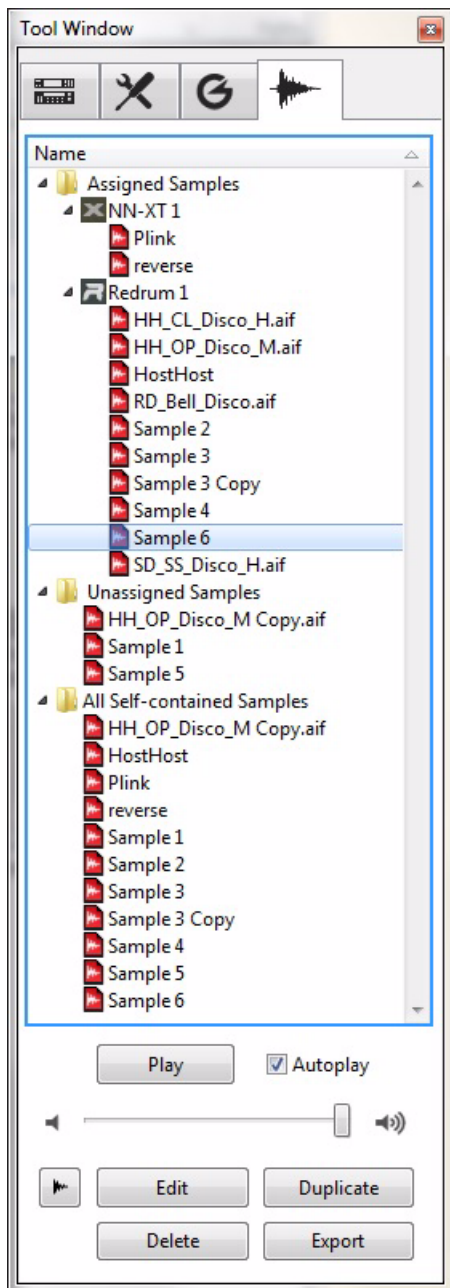 Tool Window
Name
Assigned Samples
NN-XT 1
Plink
reverse
Redrum 1
HH_CL_Disco_H.aif
HH_OP_Disco_M.aif
HostHost
RD_Bell_Disco.aif
Sample 2
Sample 3
Sample 3 Copy
Sample 4
Sample 6
SD_SS_Disco_H.aif
Unassigned Samples
HH_OP_Disco_M Copy.aif
Sample 1
Sample 5
All Self-contained Samples
HH_OP_Disco_M Copy.aif
HostHost
Plink
reverse
Sample 1
Sample 2
Sample 3
Sample 3 Copy
Sample 4
Sample 5
Sample 6
Play Autoplay
Edit Duplicate
Delete Export